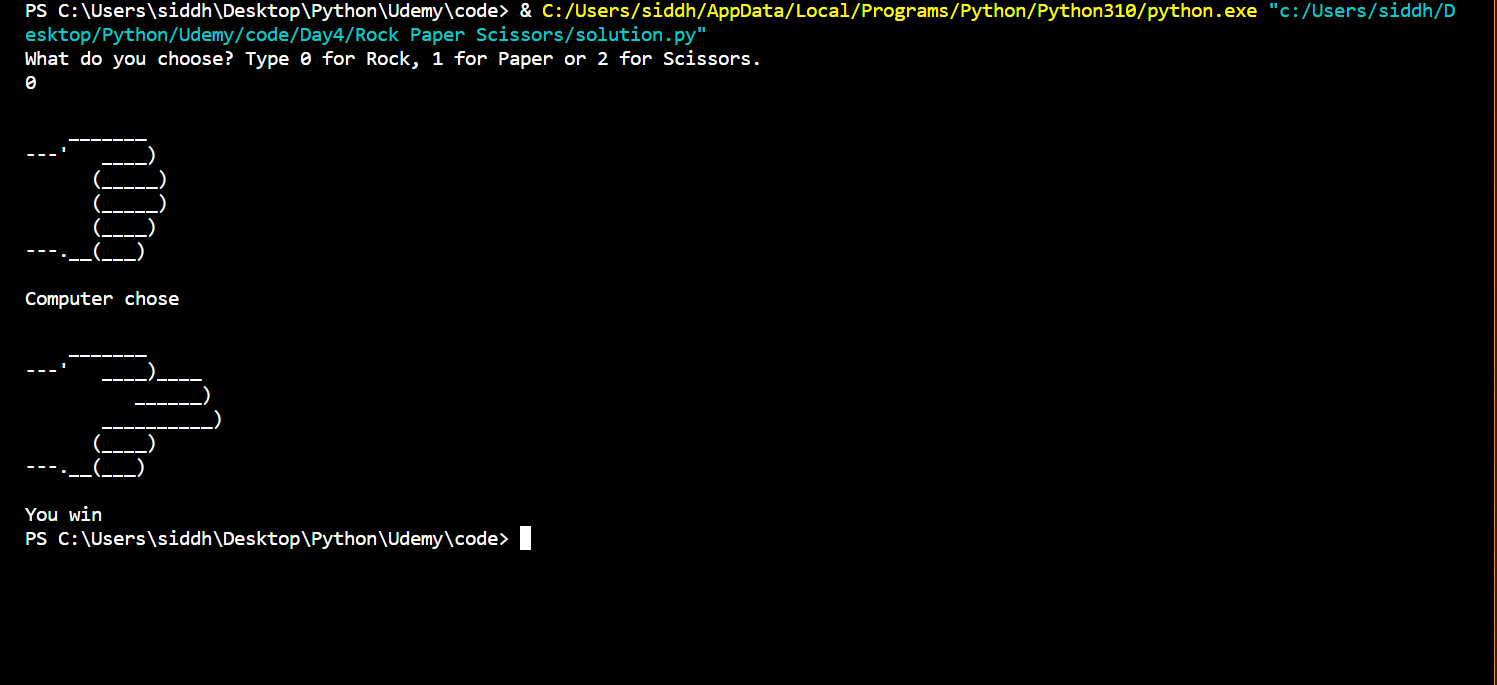 PS C:\Users\siddh\Desktop\Python\Udemy\code> & C:/Users/siddh/AppData/Local/Programs/Python/Python310/python.exe "c:/Users/siddh/D
esktop/Python/Udemy/code/Day4/Rock Paper Scissors/solution.py"
What do you choose? Type 0 for Rock, 1 for Paper or 2 for Scissors.
0

    _______
---'   ____)
      (_____)
      (_____)
      (____)
---.__(___)

Computer chose

    _______
---'   ____)____
          ______)
       __________)
      (____)
---.__(___)

You win
PS C:\Users\siddh\Desktop\Python\Udemy\code>